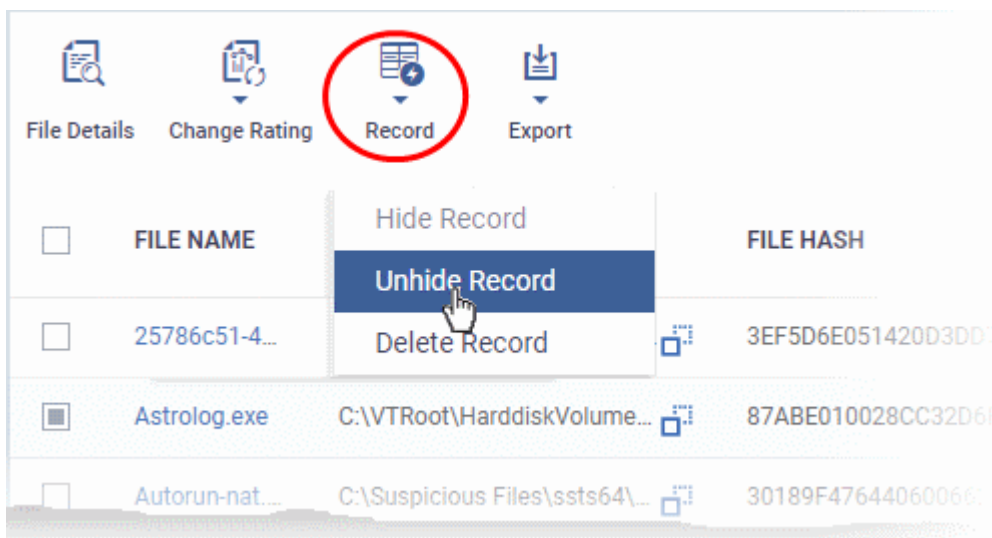 File Details Change Rating Record Export
Hide Record
FILE NAME FILE HASH
Unhide Record
Delete Record
25786c51-4... 3EF5D6E051420D3DD
Astrolog.exe C:\VTRoot\HarddiskVolume... 87ABE010028CC32D6
Autorun-nat.... C:\Suspicious Files\ssts64\... 30189F4764406006